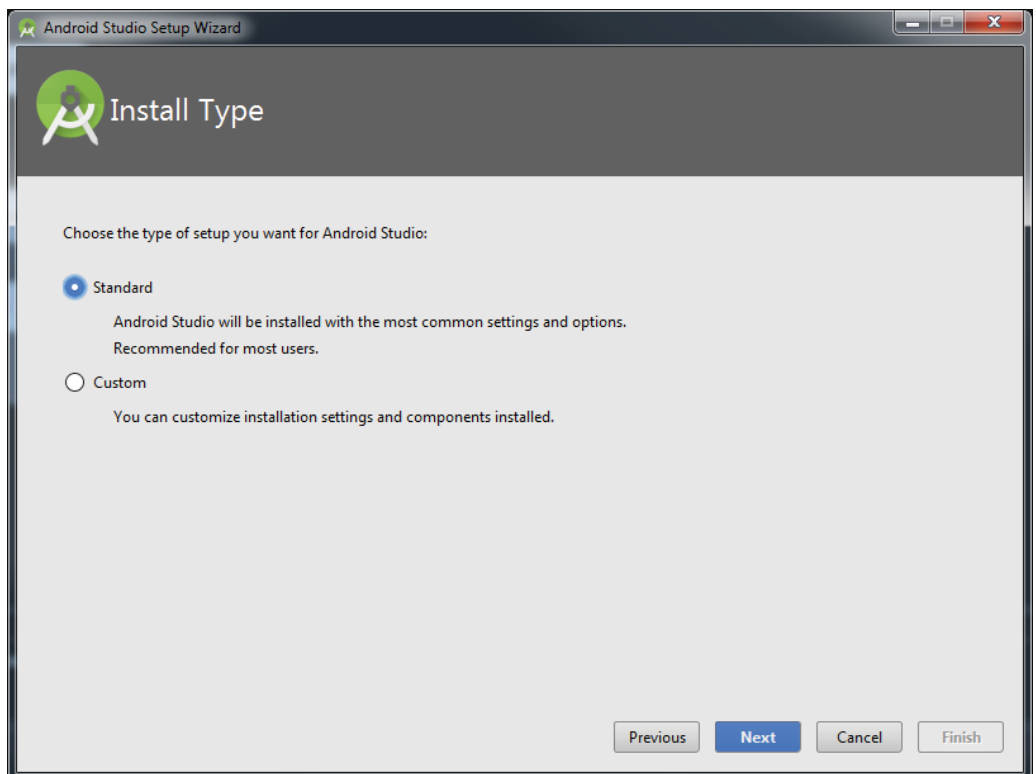 Android Studio Setup Wizard
Install Type
Choose the type of setup you want for Android Studio:
Standard
Android Studio will be installed with the most common settings and options.
Recommended for most users.
Custom
You can customize installation settings and components installed.
Previous Next Cancel Finish